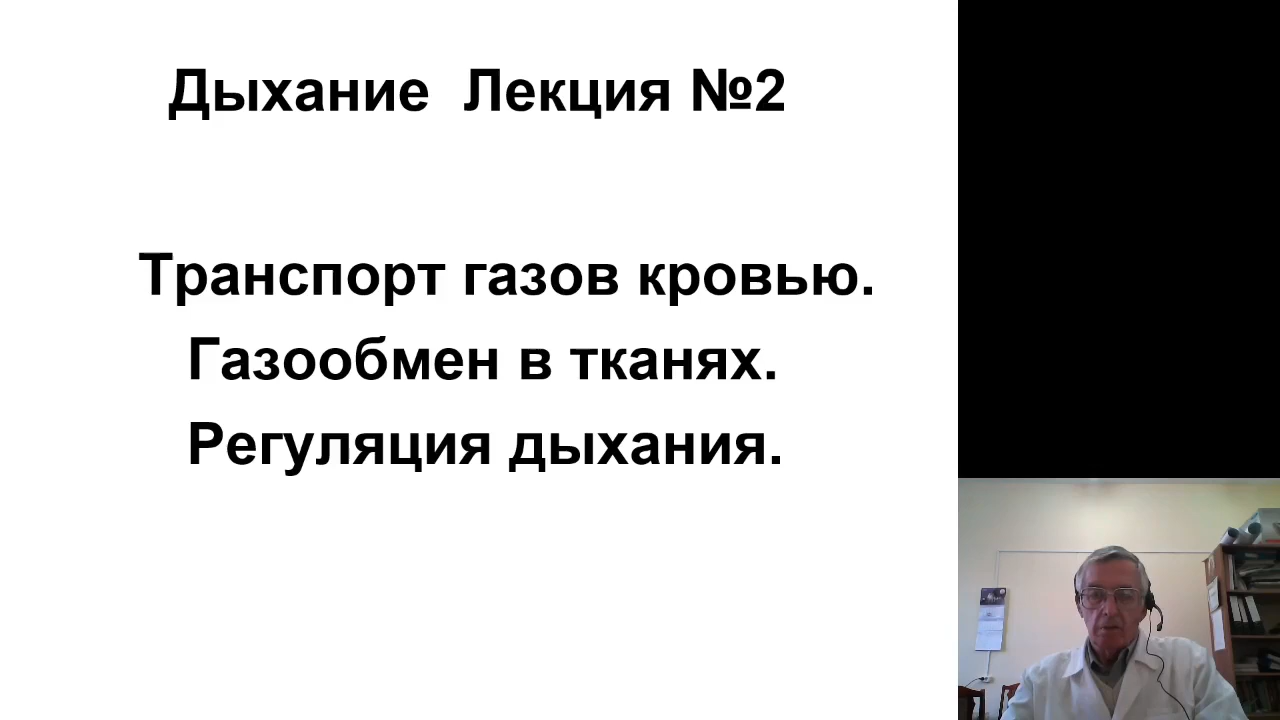 Дыхание Лекция №2
Транспорт газов кровью.
Газообмен в тканях.
Регуляция дыхания.